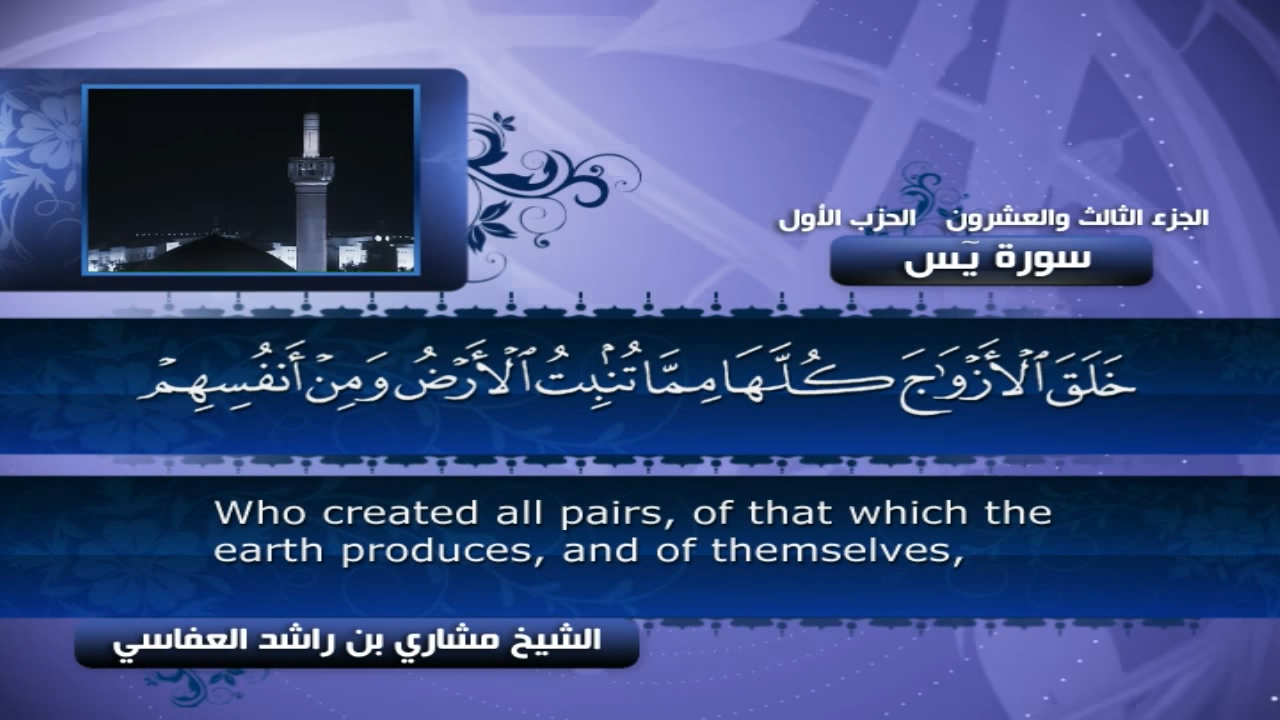 الجزء الثالث والعشرون الحزب الأول
سورة يٓس
خَلَقَ ٱلْأَزْوَٰجَ كُلَّهَا مِمَّا تُنۢبِتُ ٱلْأَرْضُ وَمِنْ أَنفُسِهِمْ
Who created all pairs, of that which the
earth produces, and of themselves,
الشيخ مشاري بن راشد العفاسي